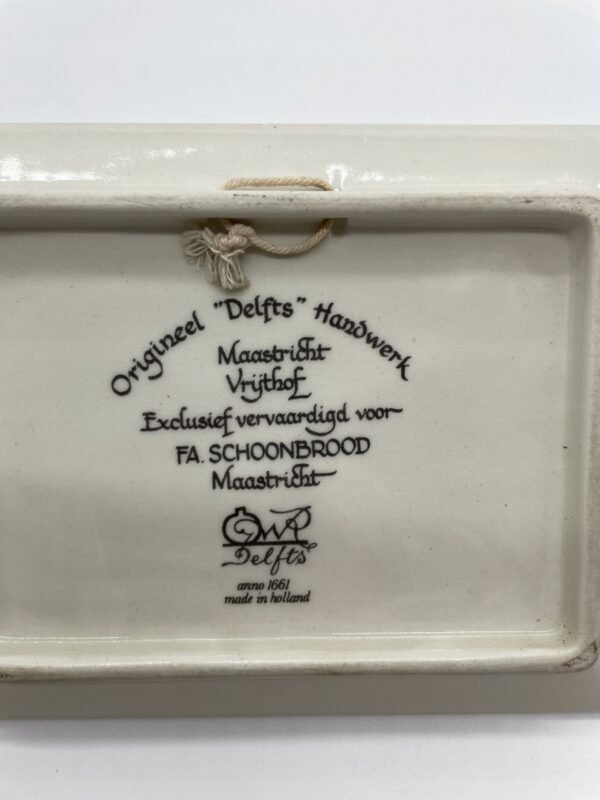 Origineel "Delfts" Handwerk
Maastricht
Vrijthof
Exclusief vervaardigd voor
FA. SCHOONBROOD
Maastricht
Delfts
anno 1661
made in holland